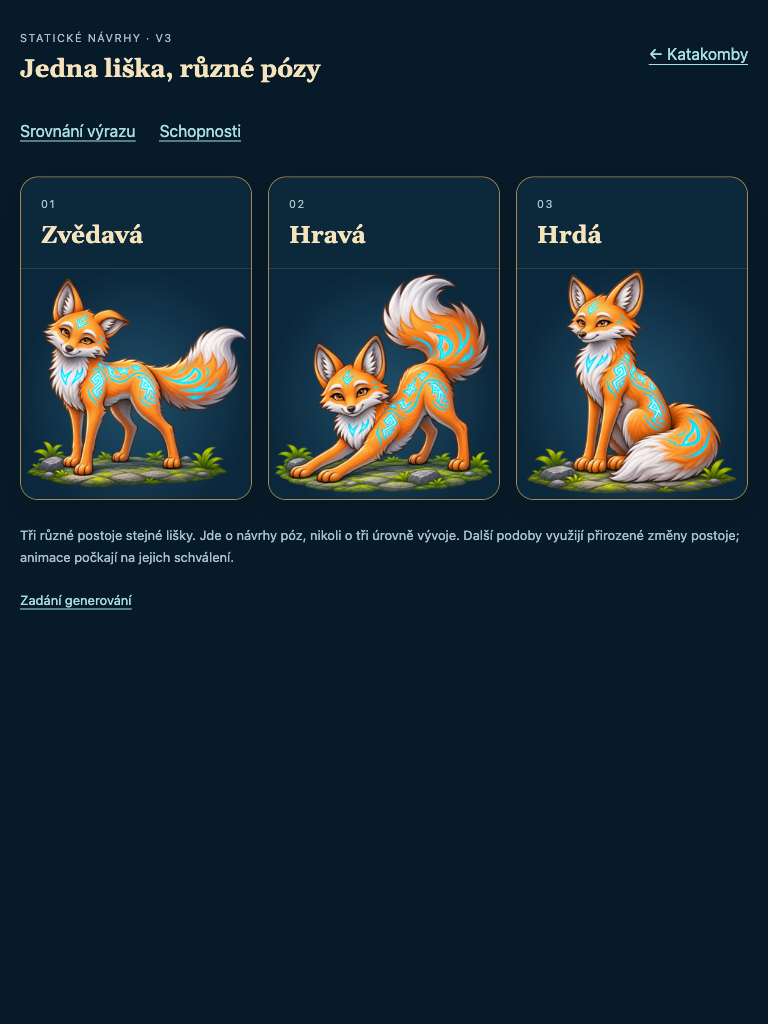 STATICKÉ NÁVRHY · V3
Jedna liška, různé pózy
← Katakomby
Srovnání výrazu
Schopnosti
01
Zvědavá
02
Hravá
03
Hrdá
Tři různé postoje stejné lišky. Jde o návrhy póz, nikoli o tři úrovně vývoje. Další podoby využijí přirozené změny postoje;
animace počkají na jejich schválení.
Zadání generování